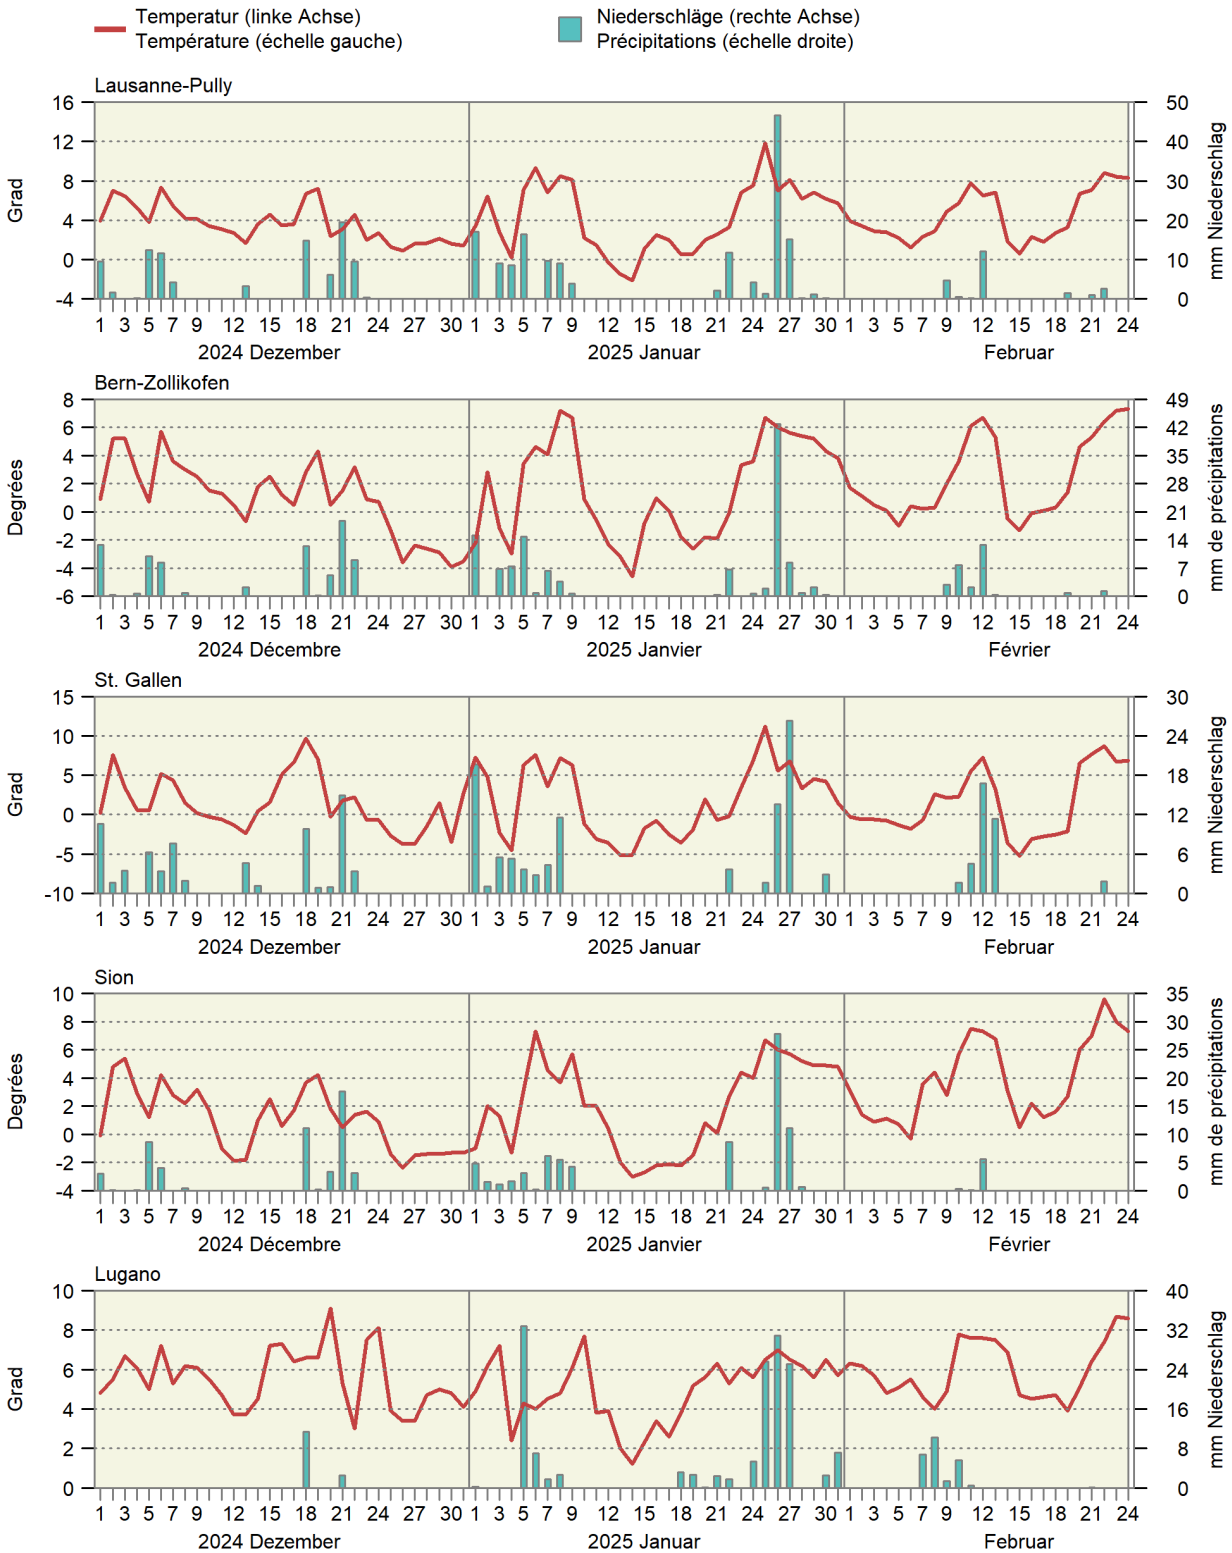 Temperatur (linke Achse)
Température (échelle gauche)
Niederschläge (rechte Achse)
Précipitations (échelle droite)
Lausanne-Pully
16 12 8 4 0 -4
Grad
50 40 30 20 10 0
mm Niederschlag
1 3 5 7 9 12 15 18 21 24 27 30 1 3 5 7 9 12 15 18 21 24 27 30 1 3 5 7 9 12 15 18 21 24
2024 Dezember 2025 Januar Februar
Bern-Zollikofen
8 6 4 2 0 -2 -4 -6
Degrées
49 42 35 28 21 14 7 0
mm de précipitations
1 3 5 7 9 12 15 18 21 24 27 30 1 3 5 7 9 12 15 18 21 24 27 30 1 3 5 7 9 12 15 18 21 24
2024 Décembre 2025 Janvier Février
St. Gallen
15 10 5 0 -5 -10
Grad
30 24 18 12 6 0
mm Niederschlag
1 3 5 7 9 12 15 18 21 24 27 30 1 3 5 7 9 12 15 18 21 24 27 30 1 3 5 7 9 12 15 18 21 24
2024 Dezember 2025 Januar Februar
Sion
10 8 6 4 2 0 -2 -4
Degrées
35 30 25 20 15 10 5 0
mm de précipitations
1 3 5 7 9 12 15 18 21 24 27 30 1 3 5 7 9 12 15 18 21 24 27 30 1 3 5 7 9 12 15 18 21 24
2024 Décembre 2025 Janvier Février
Lugano
10 8 6 4 2 0
Grad
40 32 24 16 8 0
mm Niederschlag
1 3 5 7 9 12 15 18 21 24 27 30 1 3 5 7 9 12 15 18 21 24 27 30 1 3 5 7 9 12 15 18 21 24
2024 Dezember 2025 Januar Februar